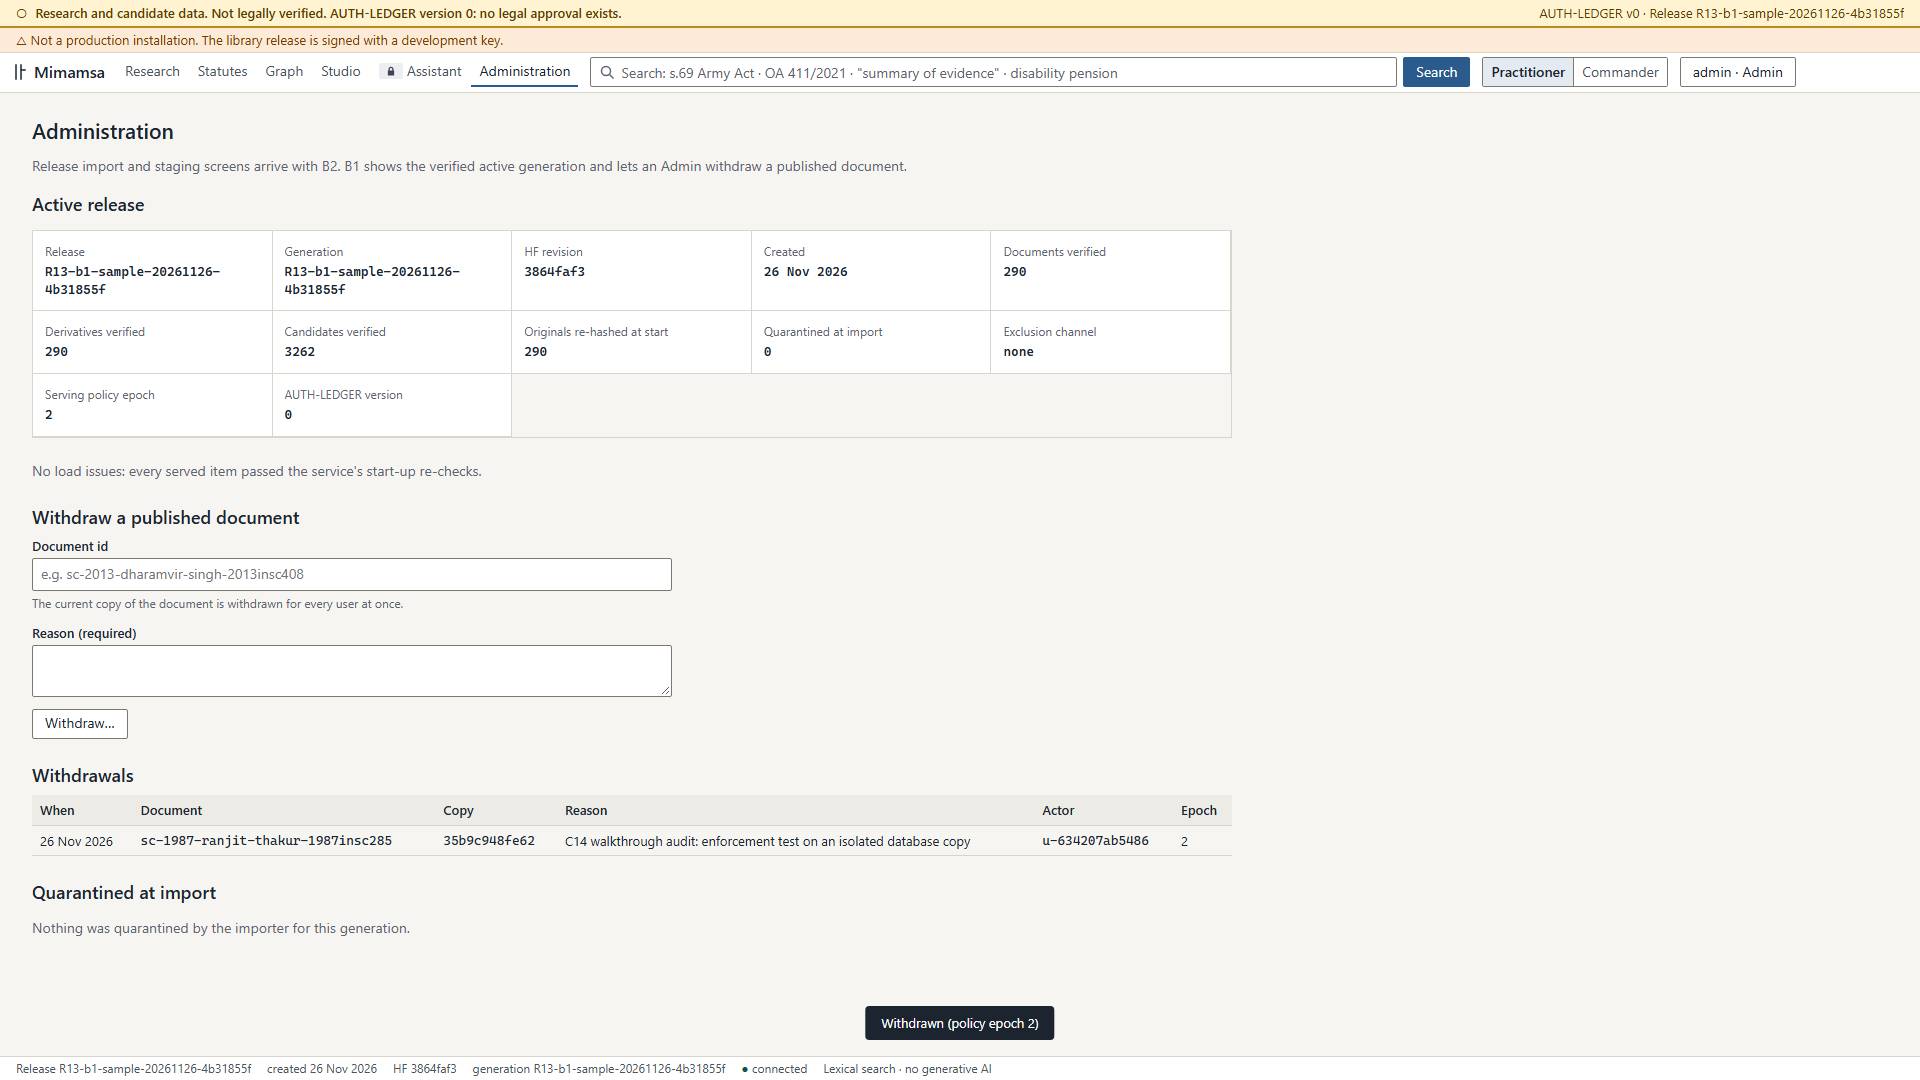 Research and candidate data. Not legally verified. AUTH-LEDGER version 0: no legal approval exists.
AUTH-LEDGER v0 · Release R13-b1-sample-20261126-4b31855f
Not a production installation. The library release is signed with a development key.
Mimamsa Research Statutes Graph Studio Assistant Administration
Search: s.69 Army Act · OA 411/2021 · "summary of evidence" · disability pension
Search
Practitioner Commander
admin · Admin
Administration
Release import and staging screens arrive with B2. B1 shows the verified active generation and lets an Admin withdraw a published document.
Active release
Release
R13-b1-sample-20261126-
4b31855f
Generation
R13-b1-sample-20261126-
4b31855f
HF revision
3864faf3
Created
26 Nov 2026
Documents verified
290
Derivatives verified
290
Candidates verified
3262
Originals re-hashed at start
290
Quarantined at import
0
Exclusion channel
none
Serving policy epoch
2
AUTH-LEDGER version
0
No load issues: every served item passed the service's start-up re-checks.
Withdraw a published document
Document id
e.g. sc-2013-dharamvir-singh-2013insc408
The current copy of the document is withdrawn for every user at once.
Reason (required)
Withdraw...
Withdrawals
When Document Copy Reason Actor Epoch
26 Nov 2026 sc-1987-ranjit-thakur-1987insc285 35b9c948fe62 C14 walkthrough audit: enforcement test on an isolated database copy u-634207ab5486 2
Quarantined at import
Nothing was quarantined by the importer for this generation.
Withdrawn (policy epoch 2)
Release R13-b1-sample-20261126-4b31855f created 26 Nov 2026 HF 3864faf3 generation R13-b1-sample-20261126-4b31855f ● connected Lexical search · no generative AI